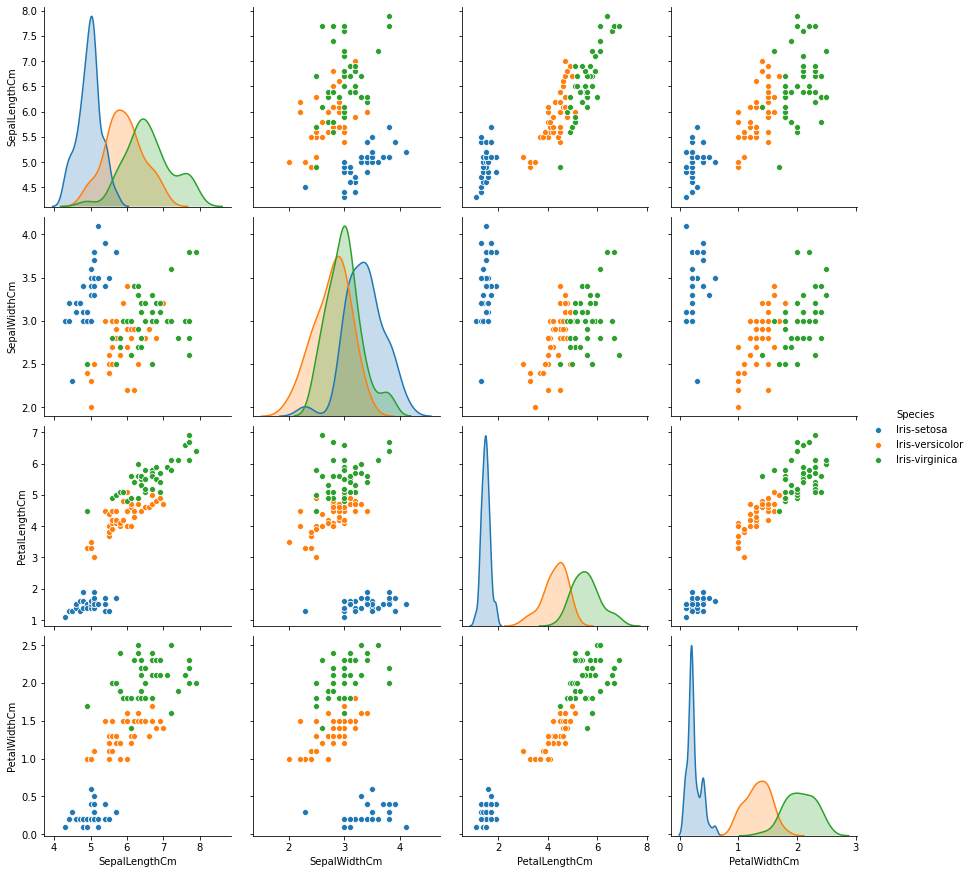 8.0
7.5
7.0
6.5
6.0
5.5
5.0
4.5
SepalLengthCm
4.0
3.5
3.0
2.5
2.0
SepalWidthCm
7
6
5
4
3
2
1
PetalLengthCm
2.5
2.0
1.5
1.0
0.5
0.0
PetalWidthCm
4 6 8
SepalLengthCm
2 4
SepalWidthCm
2 4 6 8
PetalLengthCm
0 1 2 3
PetalWidthCm
Species
Iris-setosa
Iris-versicolor
Iris-virginica